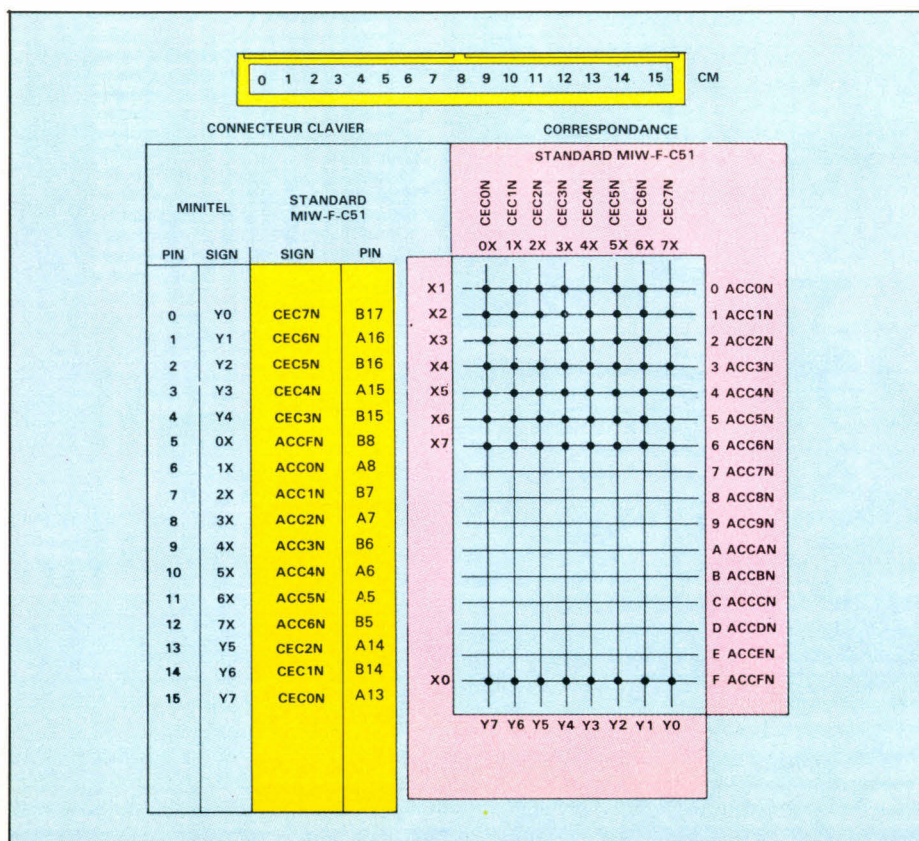 0 1 2 3 4 5 6 7 8 9 10 11 12 13 14 15 CM
CONNECTEUR CLAVIER
MINITEL
STANDARD
MIW-F-C51
PIN SIGN SIGN PIN
0 Y0 CEC7N B17
1 Y1 CEC6N A16
2 Y2 CEC5N B16
3 Y3 CEC4N A15
4 Y4 CEC3N B15
5 0X ACCFN B8
6 1X ACC0N A8
7 2X ACC1N B7
8 3X ACC2N A7
9 4X ACC3N B6
10 5X ACC4N A6
11 6X ACC5N A5
12 7X ACC6N B5
13 Y5 CEC2N A14
14 Y6 CEC1N B14
15 Y7 CEC0N A13
CORRESPONDANCE
STANDARD MIW-F-C51
CEC0N CEC1N CEC2N CEC3N CEC4N CEC5N CEC6N CEC7N
0X 1X 2X 3X 4X 5X 6X 7X
X1 0 ACC0N
X2 1 ACC1N
X3 2 ACC2N
X4 3 ACC3N
X5 4 ACC4N
X6 5 ACC5N
X7 6 ACC6N
7 ACC7N
8 ACC8N
9 ACC9N
A ACCAN
B ACCBN
C ACCCN
D ACCDN
E ACCEN
X0 F ACCFN
Y7 Y6 Y5 Y4 Y3 Y2 Y1 Y0